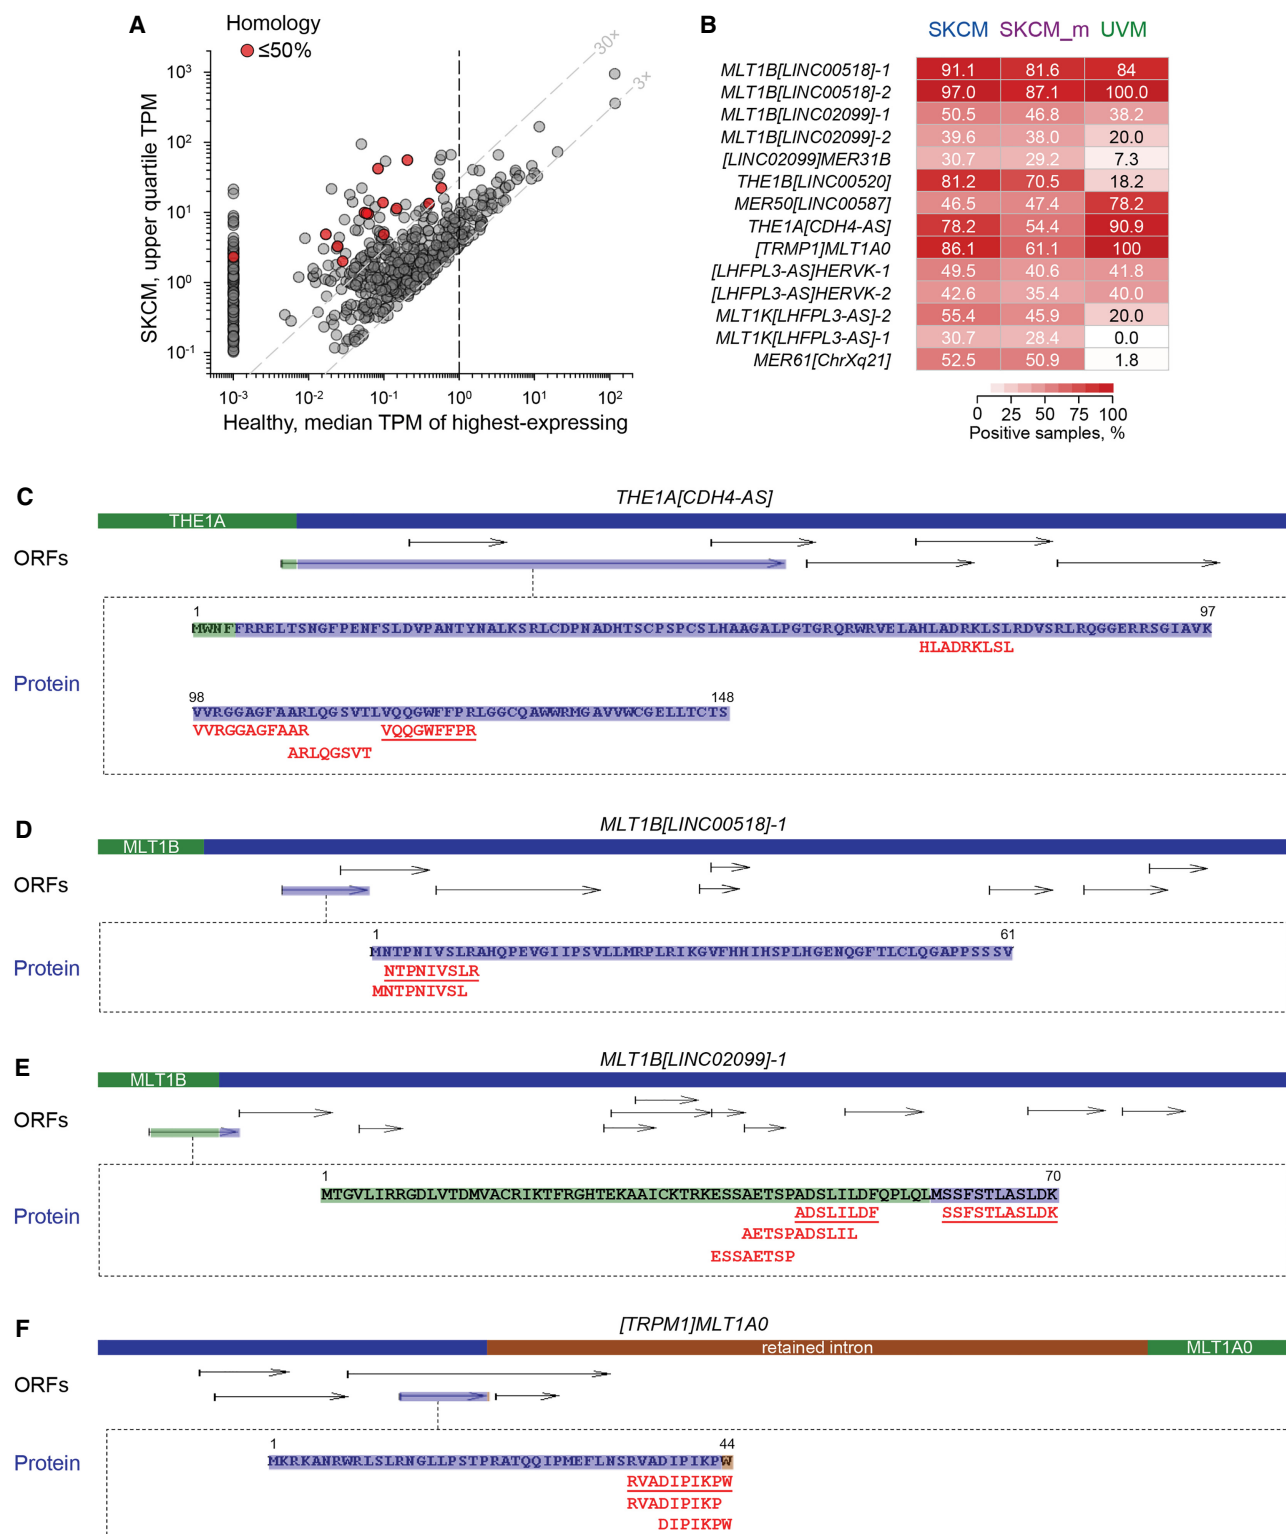 A
Homology
≤50%
30×
3×
SKCM, upper quartile TPM
10³
10²
10¹
10⁰
10⁻¹
10⁻³ 10⁻² 10⁻¹ 10⁰ 10¹ 10²
Healthy, median TPM of highest-expressing
B
SKCM SKCM_m UVM
MLT1B[LINC00518]-1 91.1 81.6 84
MLT1B[LINC00518]-2 97.0 87.1 100.0
MLT1B[LINC02099]-1 50.5 46.8 38.2
MLT1B[LINC02099]-2 39.6 38.0 20.0
[LINC02099]MER31B 30.7 29.2 7.3
THE1B[LINC00520] 81.2 70.5 18.2
MER50[LINC00587] 46.5 47.4 78.2
THE1A[CDH4-AS] 78.2 54.4 90.9
[TRMP1]MLT1A0 86.1 61.1 100
[LHFPL3-AS]HERVK-1 49.5 40.6 41.8
[LHFPL3-AS]HERVK-2 42.6 35.4 40.0
MLT1K[LHFPL3-AS]-2 55.4 45.9 20.0
MLT1K[LHFPL3-AS]-1 30.7 28.4 0.0
MER61[ChrXq21] 52.5 50.9 1.8
0 25 50 75 100
Positive samples, %
C
THE1A[CDH4-AS]
THE1A
ORFs
1 97
MWNFFRRELTSNGFPENFSLDVPANTYNALKSRLCDPNADHTSCPSPCSLHAAGALPGTGRQRWRVELAHLADRKLSLRDVSRLRQGGERRSGIAVK
HLADRKLSL
Protein
98 148
VVRGGAGFAARLQGSVTLVQQGWFFPRLGGCQAWWRMGAVVWCGELLTCTS
VVRGGAGFAAR VQQGWFFPR
ARLQGSVT
D
MLT1B[LINC00518]-1
MLT1B
ORFs
1 61
Protein
MNTPNIVSLRAHQPEVGIIPSVLLMRPLRIKGVFHHIHSPLHGENQGFTLCLQGAPPSSSV
NTPNIVSLR
MNTPNIVSL
E
MLT1B[LINC02099]-1
MLT1B
ORFs
1 70
MTGVLIRRGDLVTDMVACRIKTFRGHTEKAAICKTRKESSAETSPADSLILDFQPLQLMSSFSTLASLDK
Protein
ADSLILDF SSFSTLASLDK
AETSPADSLIL
ESSAETSP
F
[TRPM1]MLT1A0
retained intron MLT1A0
ORFs
1 44
Protein
MKRKANRWRLSLRNGLLPSTPRATQQIPMEFLNSRVADIPIKPW
RVADIPIKPW
RVADIPIKP
DIPIKPW